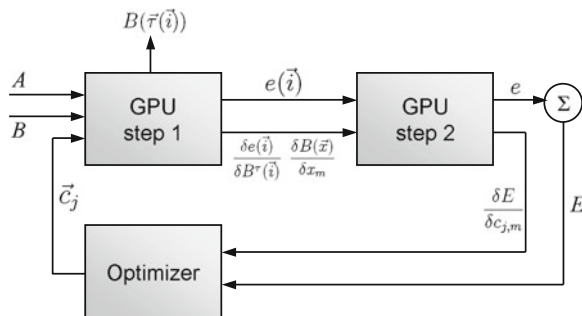 B(τ⃗(i⃗))
A
B
GPU
step 1
e(i⃗)
δe(i⃗)/δB^τ(i⃗) δB(x⃗)/δx_m
GPU
step 2
e
Σ
c⃗_j
δE/δc_{j,m}
E
Optimizer